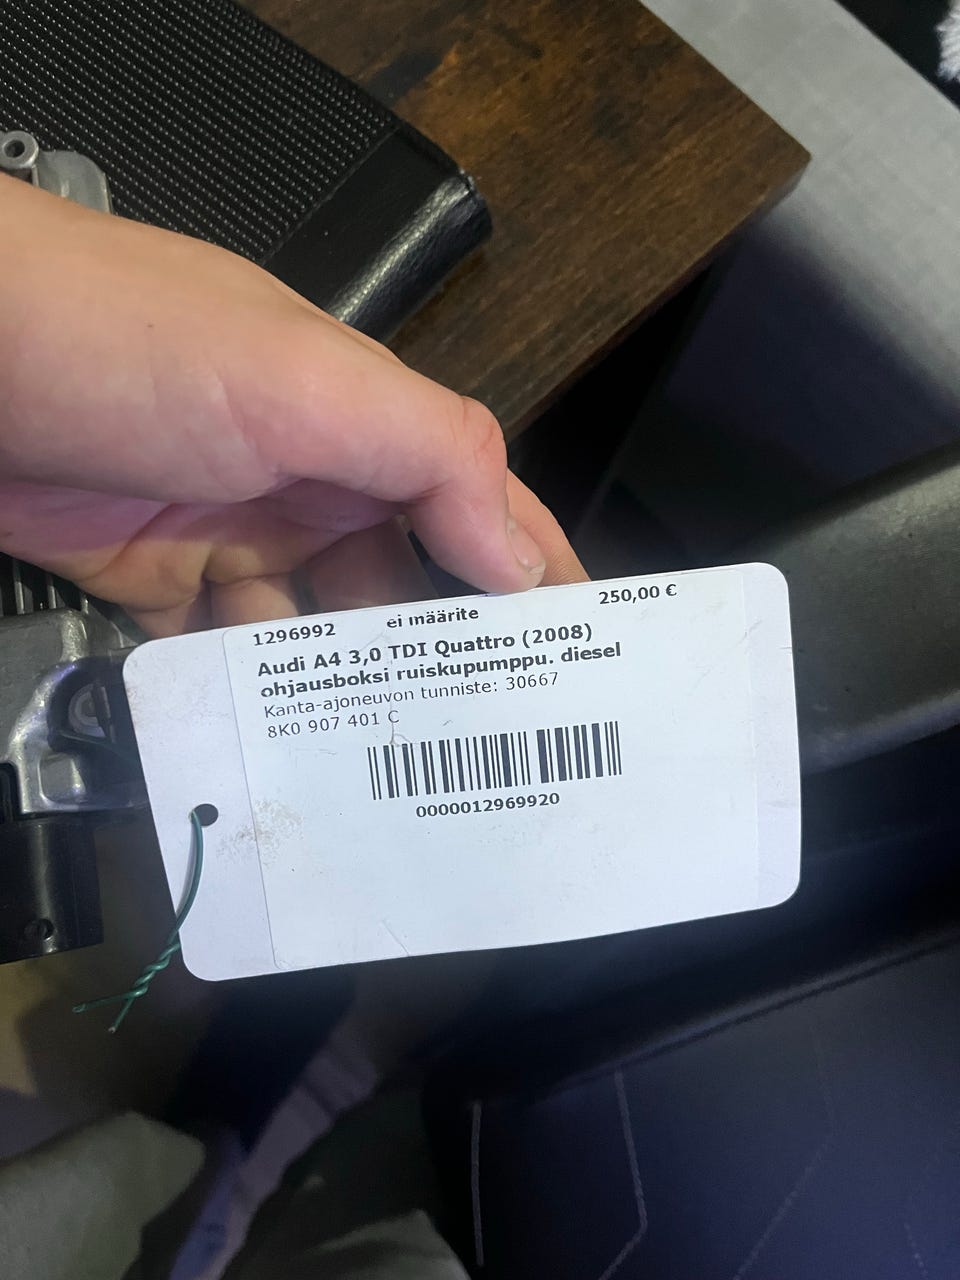 1296992 ei määrite 250,00 €
Audi A4 3,0 TDI Quattro (2008)
ohjausboksi ruiskupumppu. diesel
Kanta-ajoneuvon tunniste: 30667
8K0 907 401 C
0000012969920